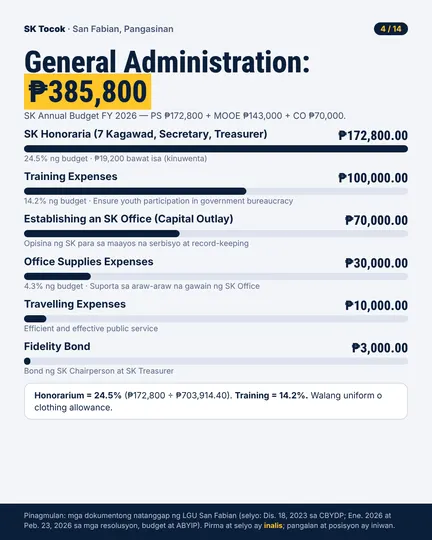 SK Tocok · San Fabian, Pangasinan
4 / 14
General Administration:
₱385,800
SK Annual Budget FY 2026 — PS ₱172,800 + MOOE ₱143,000 + CO ₱70,000.
SK Honoraria (7 Kagawad, Secretary, Treasurer) ₱172,800.00
24.5% ng budget · ₱19,200 bawat isa (kinuwenta)
Training Expenses ₱100,000.00
14.2% ng budget · Ensure youth participation in government bureaucracy
Establishing an SK Office (Capital Outlay) ₱70,000.00
Opisina ng SK para sa maayos na serbisyo at record-keeping
Office Supplies Expenses ₱30,000.00
4.3% ng budget · Suporta sa araw-araw na gawain ng SK Office
Travelling Expenses ₱10,000.00
Efficient and effective public service
Fidelity Bond ₱3,000.00
Bond ng SK Chairperson at SK Treasurer
Honorarium = 24.5% (₱172,800 ÷ ₱703,914.40). Training = 14.2%. Walang uniform o
clothing allowance.
Pinagmulan: mga dokumentong natanggap ng LGU San Fabian (selyo: Dis. 18, 2023 sa CBYDP; Ene. 2026 at
Peb. 23, 2026 sa mga resolusyon, budget at ABYIP). Pirma at selyo ay inalis; pangalan at posisyon ay iniwan.